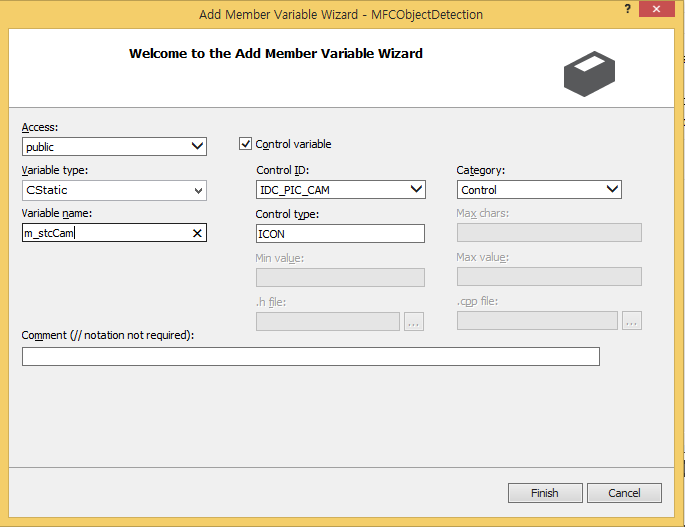 Add Member Variable Wizard - MFCObjectDetection
?
Welcome to the Add Member Variable Wizard
Access:
public
Control variable
Variable type:
CStatic
Control ID:
IDC_PIC_CAM
Category:
Control
Variable name:
m_stcCam
Control type:
ICON
Max chars:
Min value:
Max value:
.h file:
...
.cpp file:
...
Comment (// notation not required):
Finish
Cancel